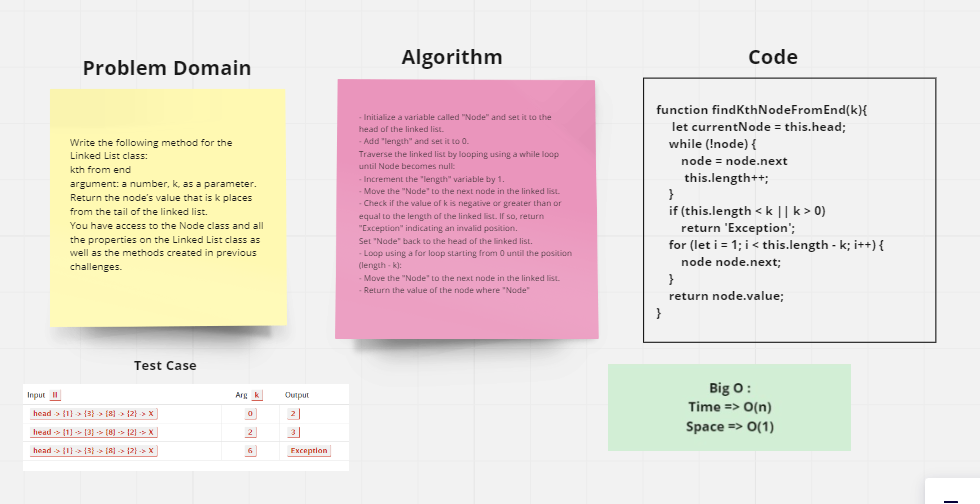 Problem Domain
Write the following method for the
Linked List class:
kth from end
argument: a number, k, as a parameter.
Return the node's value that is k places
from the tail of the linked list.
You have access to the Node class and all
the properties on the Linked List class as
well as the methods created in previous
challenges.
Algorithm
- Initialize a variable called "Node" and set it to the
head of the linked list.
- Add "length" and set it to 0.
Traverse the linked list by looping using a while loop
until Node becomes null:
- Increment the "length" variable by 1.
- Move the "Node" to the next node in the linked list.
- Check if the value of k is negative or greater than or
equal to the length of the linked list. If so, return
"Exception" indicating an invalid position.
Set "Node" back to the head of the linked list.
- Loop using a for loop starting from 0 until the position
(length - k):
- Move the "Node" to the next node in the linked list.
- Return the value of the node where "Node"
Code
function findKthNodeFromEnd(k){
let currentNode = this.head;
while (!node) {
node = node.next
this.length++;
}
if (this.length < k || k > 0)
return 'Exception';
for (let i = 1; i < this.length - k; i++) {
node node.next;
}
return node.value;
}
Test Case
Input ll Arg k Output
head -> {1} -> {3} -> {8} -> {2} -> X 0 2
head -> {1} -> {3} -> {8} -> {2} -> X 2 3
head -> {1} -> {3} -> {8} -> {2} -> X 6 Exception
Big O :
Time => O(n)
Space => O(1)